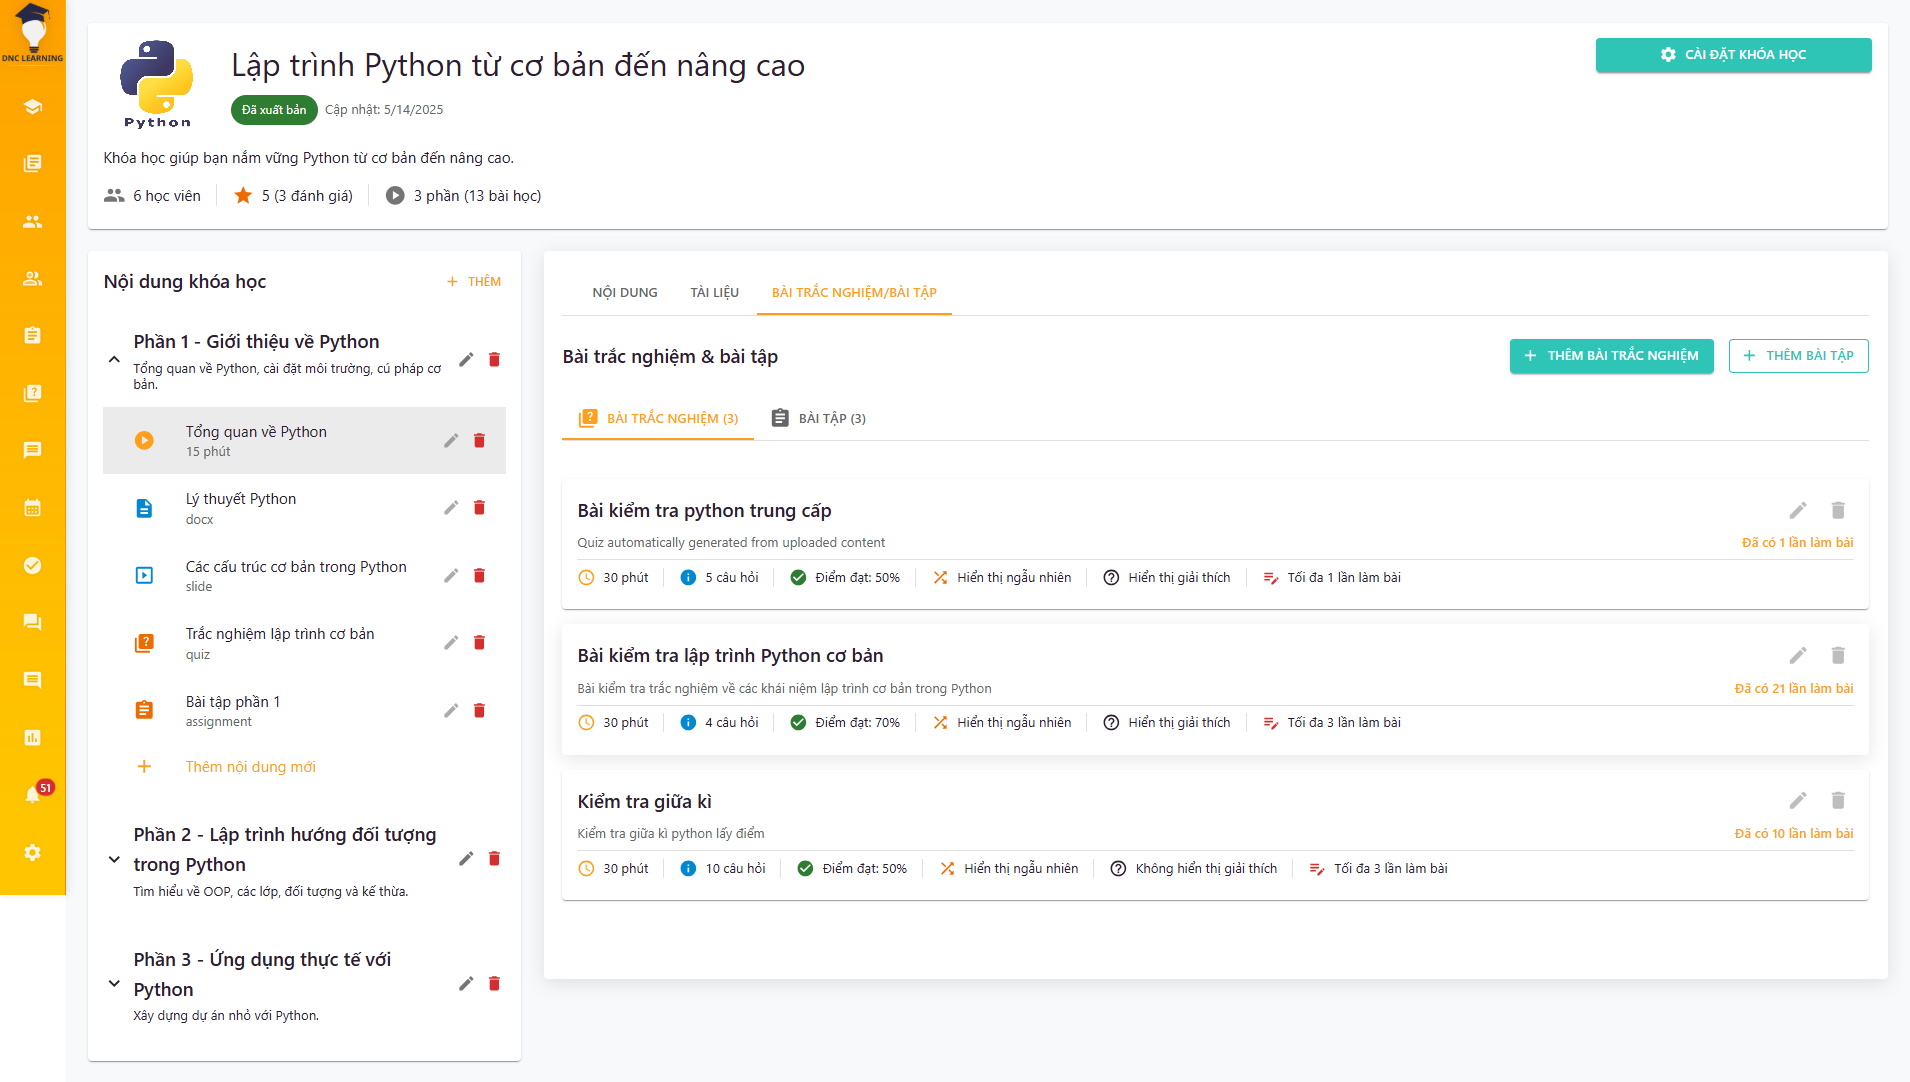 DNC LEARNING
51
Python
Lập trình Python từ cơ bản đến nâng cao
Đã xuất bản
Cập nhật: 5/14/2025
CÀI ĐẶT KHÓA HỌC
Khóa học giúp bạn nắm vững Python từ cơ bản đến nâng cao.
6 học viên
5 (3 đánh giá)
3 phần (13 bài học)
Nội dung khóa học
THÊM
Phần 1 - Giới thiệu về Python
Tổng quan về Python, cài đặt môi trường, cú pháp cơ
bản.
Tổng quan về Python
15 phút
Lý thuyết Python
docx
Các cấu trúc cơ bản trong Python
slide
Trắc nghiệm lập trình cơ bản
quiz
Bài tập phần 1
assignment
Thêm nội dung mới
Phần 2 - Lập trình hướng đối tượng
trong Python
Tìm hiểu về OOP, các lớp, đối tượng và kế thừa.
Phần 3 - Ứng dụng thực tế với
Python
Xây dựng dự án nhỏ với Python.
NỘI DUNG
TÀI LIỆU
BÀI TRẮC NGHIỆM/BÀI TẬP
Bài trắc nghiệm & bài tập
THÊM BÀI TRẮC NGHIỆM
THÊM BÀI TẬP
BÀI TRẮC NGHIỆM (3)
BÀI TẬP (3)
Bài kiểm tra python trung cấp
Quiz automatically generated from uploaded content
Đã có 1 lần làm bài
30 phút
5 câu hỏi
Điểm đạt: 50%
Hiển thị ngẫu nhiên
Hiển thị giải thích
Tối đa 1 lần làm bài
Bài kiểm tra lập trình Python cơ bản
Bài kiểm tra trắc nghiệm về các khái niệm lập trình cơ bản trong Python
Đã có 21 lần làm bài
30 phút
4 câu hỏi
Điểm đạt: 70%
Hiển thị ngẫu nhiên
Hiển thị giải thích
Tối đa 3 lần làm bài
Kiểm tra giữa kì
Kiểm tra giữa kì python lấy điểm
Đã có 10 lần làm bài
30 phút
10 câu hỏi
Điểm đạt: 50%
Hiển thị ngẫu nhiên
Không hiển thị giải thích
Tối đa 3 lần làm bài